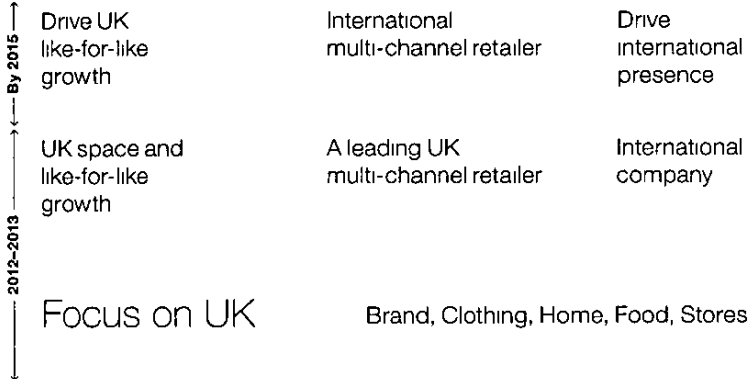 By 2015
Drive UK
like-for-like
growth
International
multi-channel retailer
Drive
international
presence
2012–2013
UK space and
like-for-like
growth
A leading UK
multi-channel retailer
International
company
Focus on UK
Brand, Clothing, Home, Food, Stores